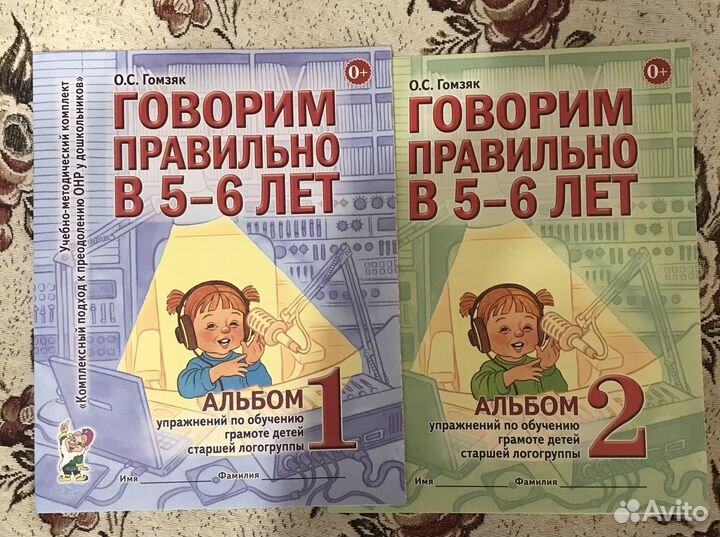 Учебно-методический комплект
«Комплексный подход к преодолению ОНР у дошкольников»
О.С. Гомзяк
0+
ГОВОРИМ
ПРАВИЛЬНО
В 5–6 ЛЕТ
АЛЬБОМ
упражнений по обучению
грамоте детей
старшей логогруппы
1
Имя Фамилия
О.С. Гомзяк
0+
ГОВОРИМ
ПРАВИЛЬНО
В 5–6 ЛЕТ
АЛЬБОМ
упражнений по обучению
грамоте детей
старшей логогруппы
2
Имя Фамилия
Avito